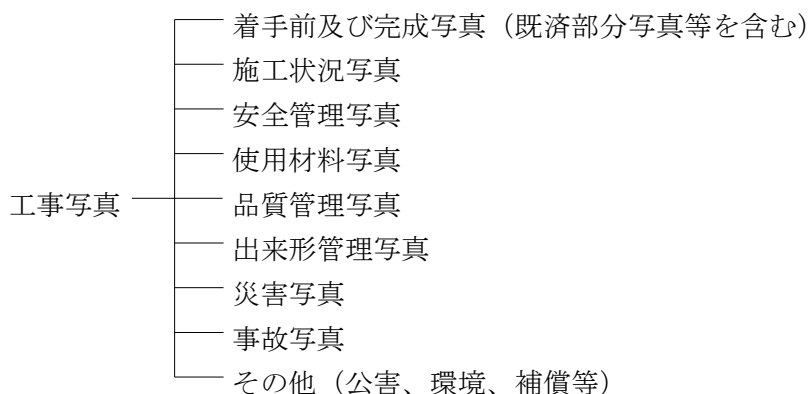 着手前及び完成写真（既済部分写真等を含む）
施工状況写真
安全管理写真
使用材料写真
工事写真 品質管理写真
出来形管理写真
災害写真
事故写真
その他（公害、環境、補償等）